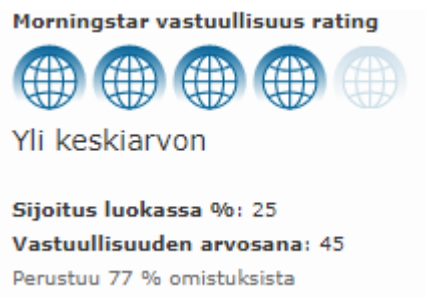 Morningstar vastuullisuus rating
Yli keskiarvon
Sijoitus luokassa %: 25
Vastuullisuuden arvosana: 45
Perustuu 77 % omistuksista